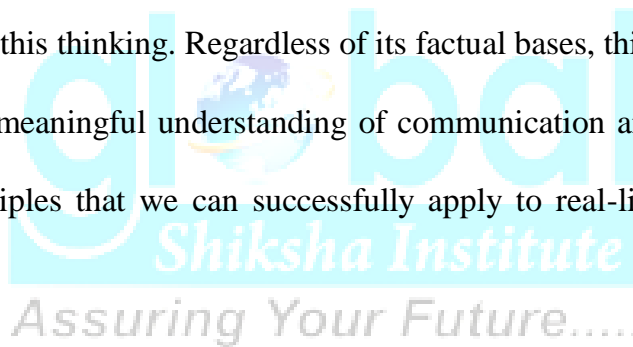 this thinking. Regardless of its factual bases, thi
global
meaningful understanding of communication a
iples that we can successfully apply to real-li
Shiksha Institute
Assuring Your Future.....